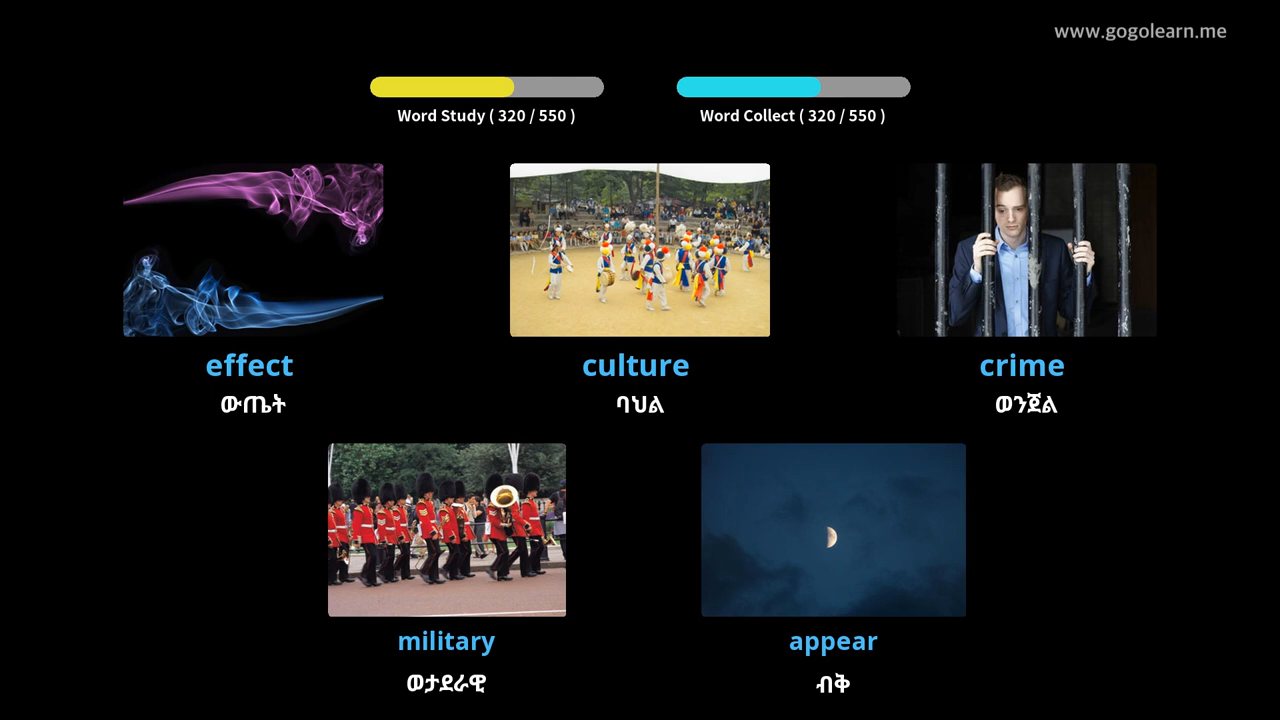 www.gogolearn.me
Word Study ( 320 / 550 )
Word Collect ( 320 / 550 )
effect
culture
crime
ውጤት
ባህል
ወንጀል
military
appear
ወታደራዊ
ብቅ